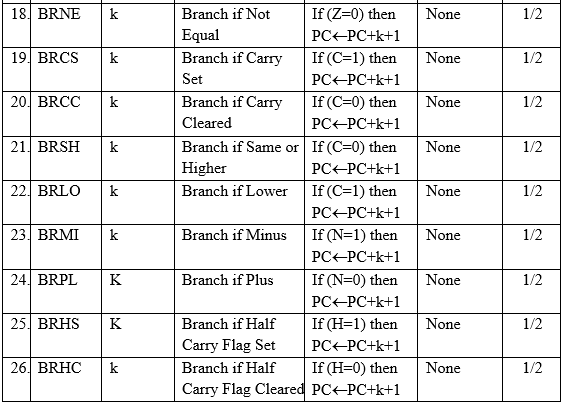 18. BRNE k Branch if Not If (Z=0) then None 1/2
Equal PC←PC+k+1
19. BRCS k Branch if Carry If (C=1) then None 1/2
Set PC←PC+k+1
20. BRCC k Branch if Carry If (C=0) then None 1/2
Cleared PC←PC+k+1
21. BRSH k Branch if Same or If (C=0) then None 1/2
Higher PC←PC+k+1
22. BRLO k Branch if Lower If (C=1) then None 1/2
PC←PC+k+1
23. BRMI k Branch if Minus If (N=1) then None 1/2
PC←PC+k+1
24. BRPL K Branch if Plus If (N=0) then None 1/2
PC←PC+k+1
25. BRHS K Branch if Half If (H=1) then None 1/2
Carry Flag Set PC←PC+k+1
26. BRHC k Branch if Half If (H=0) then None 1/2
Carry Flag Cleared PC←PC+k+1